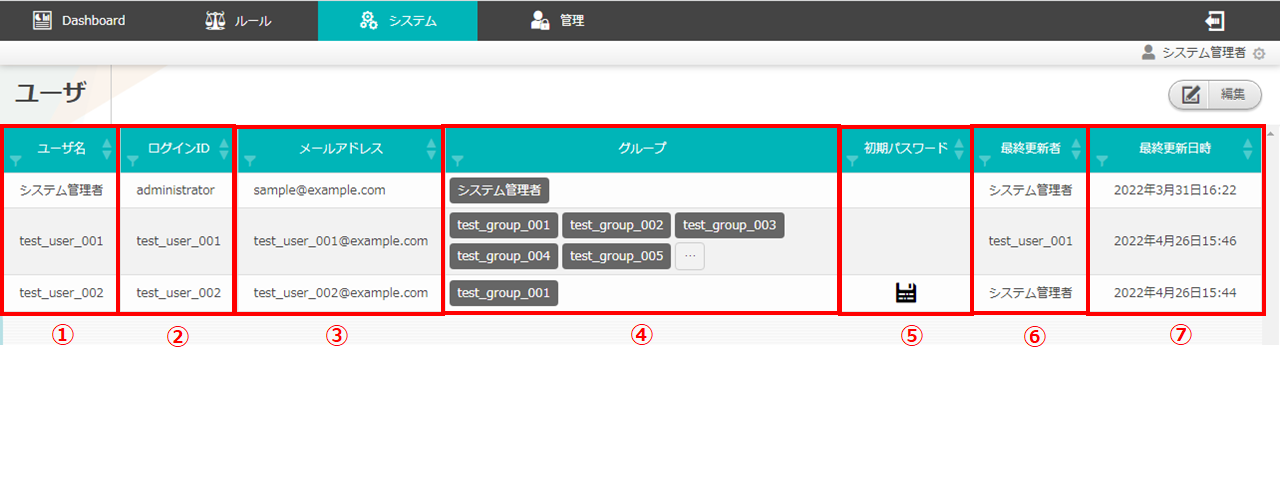 Dashboard ルール システム 管理
システム管理者
ユーザ
編集
ユーザ名 ログインID メールアドレス グループ 初期パスワード 最終更新者 最終更新日時
システム管理者 administrator sample@example.com システム管理者 システム管理者 2022年3月31日16:22
test_group_001 test_group_002 test_group_003
test_user_001 test_user_001 test_user_001@example.com test_user_001 2022年4月26日15:46
test_group_004 test_group_005 …
test_user_002 test_user_002 test_user_002@example.com test_group_001 システム管理者 2022年4月26日15:44
① ② ③ ④ ⑤ ⑥ ⑦